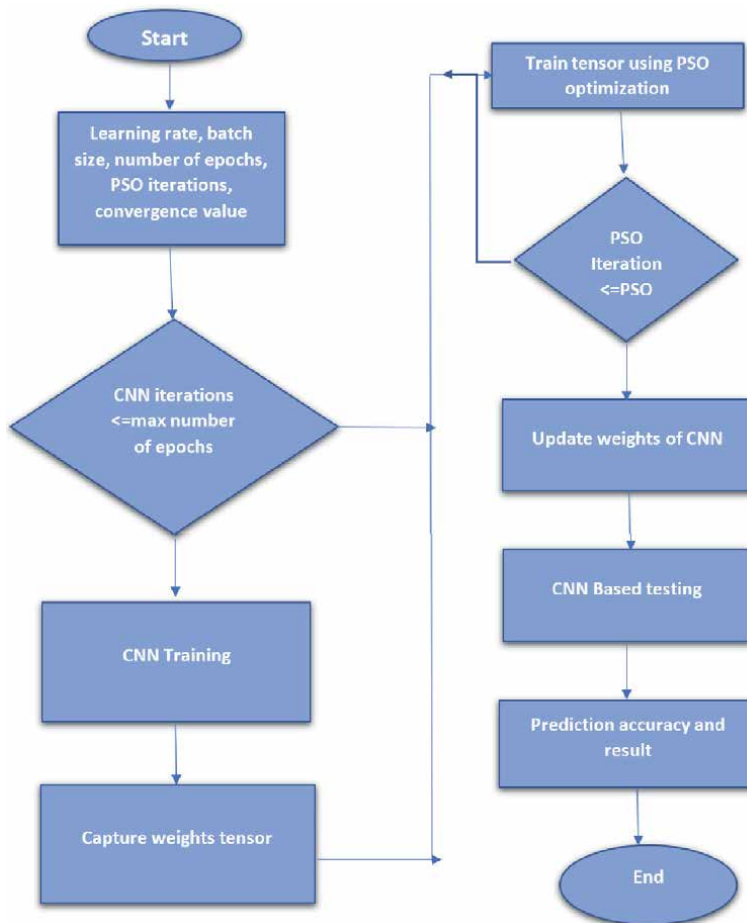 Start
Learning rate, batch
size, number of epochs,
PSO iterations,
convergence value
CNN iterations
<=max number
of epochs
CNN Training
Capture weights tensor
Train tensor using PSO
optimization
PSO
Iteration
<=PSO
Update weights of CNN
CNN Based testing
Prediction accuracy and
result
End